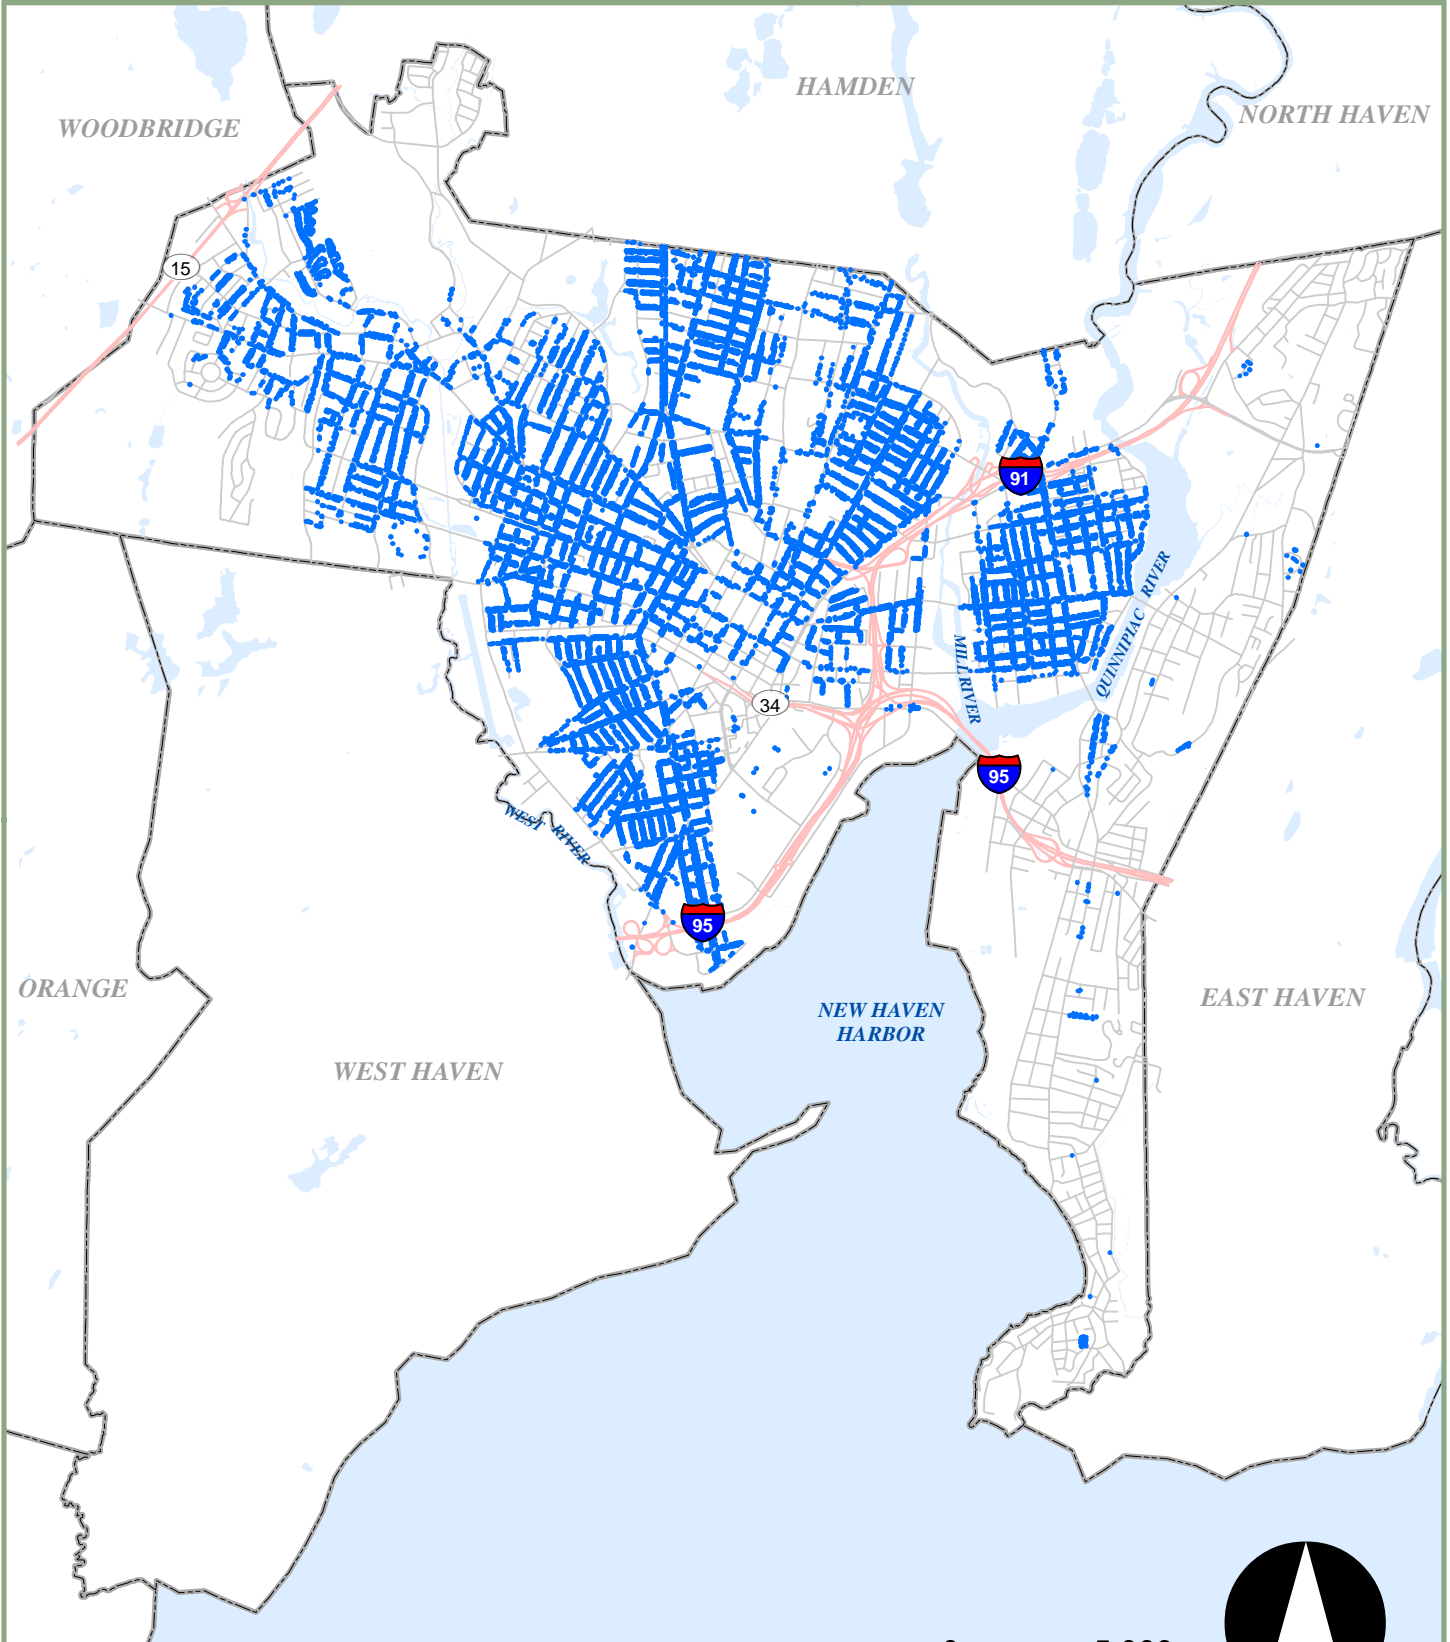 HAMDEN
NORTH HAVEN
WOODBRIDGE
15
91
QUINNIPIAC RIVER
MILL RIVER
34
95
WEST RIVER
95
ORANGE
EAST HAVEN
NEW HAVEN
HARBOR
WEST HAVEN